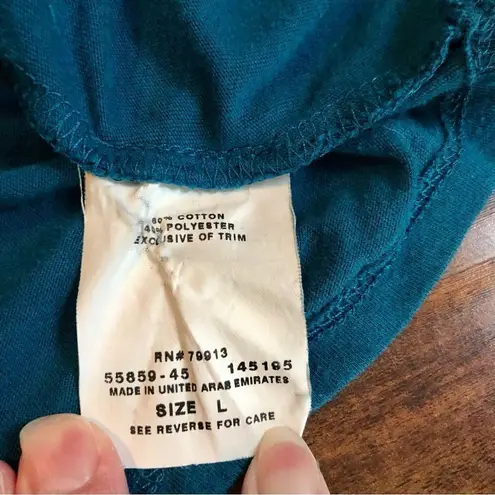 60% COTTON
40% POLYESTER
EXCLUSIVE OF TRIM
RN# 79913
55859-45 145195
MADE IN UNITED ARAB EMIRATES
SIZE L
SEE REVERSE FOR CARE